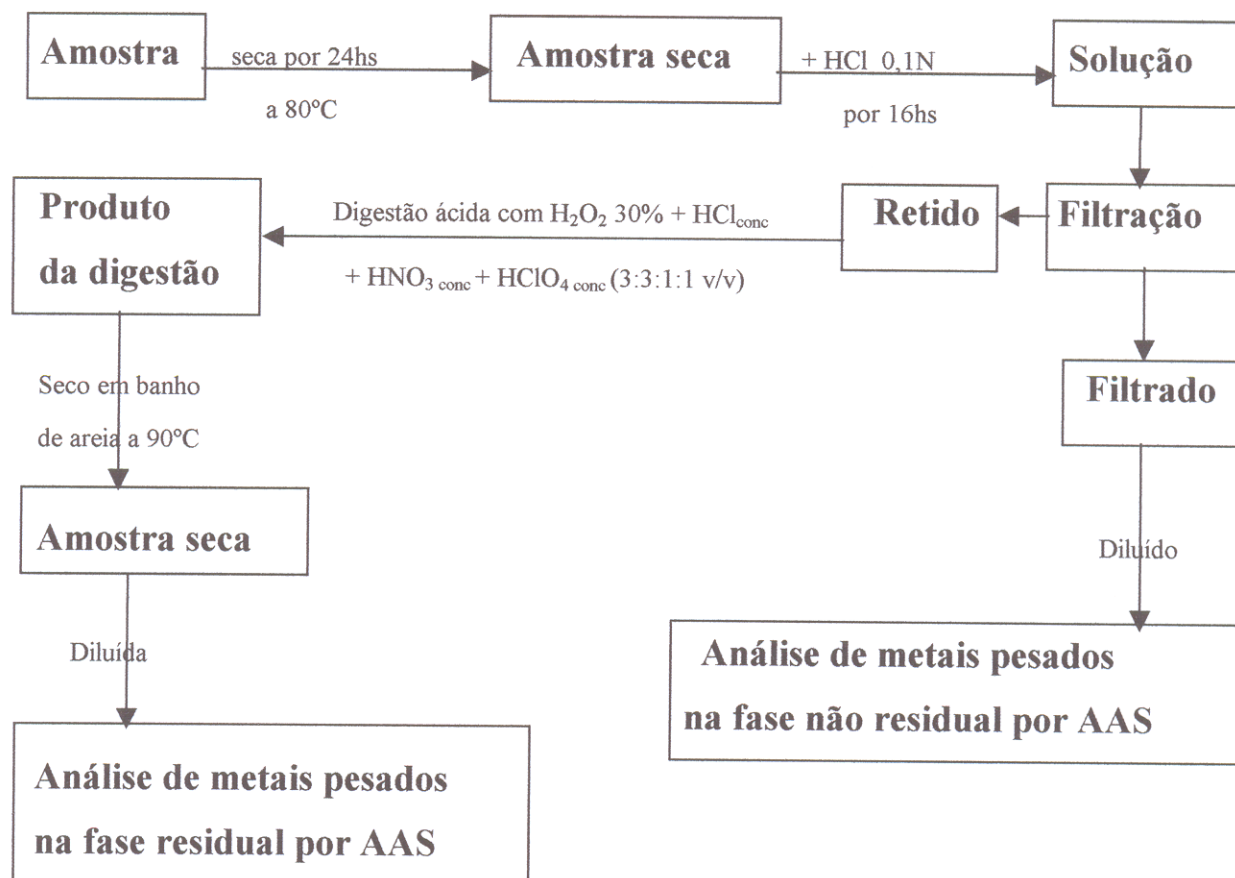 Amostra
seca por 24hs
a 80ºC
Amostra seca
+ HCl 0,1N
por 16hs
Solução
Filtração
Retido
Digestão ácida com H₂O₂ 30% + HCl_conc
+ HNO₃ conc + HClO₄ conc (3:3:1:1 v/v)
Produto
da digestão
Seco em banho
de areia a 90ºC
Amostra seca
Diluída
Análise de metais pesados
na fase residual por AAS
Filtrado
Diluído
Análise de metais pesados
na fase não residual por AAS